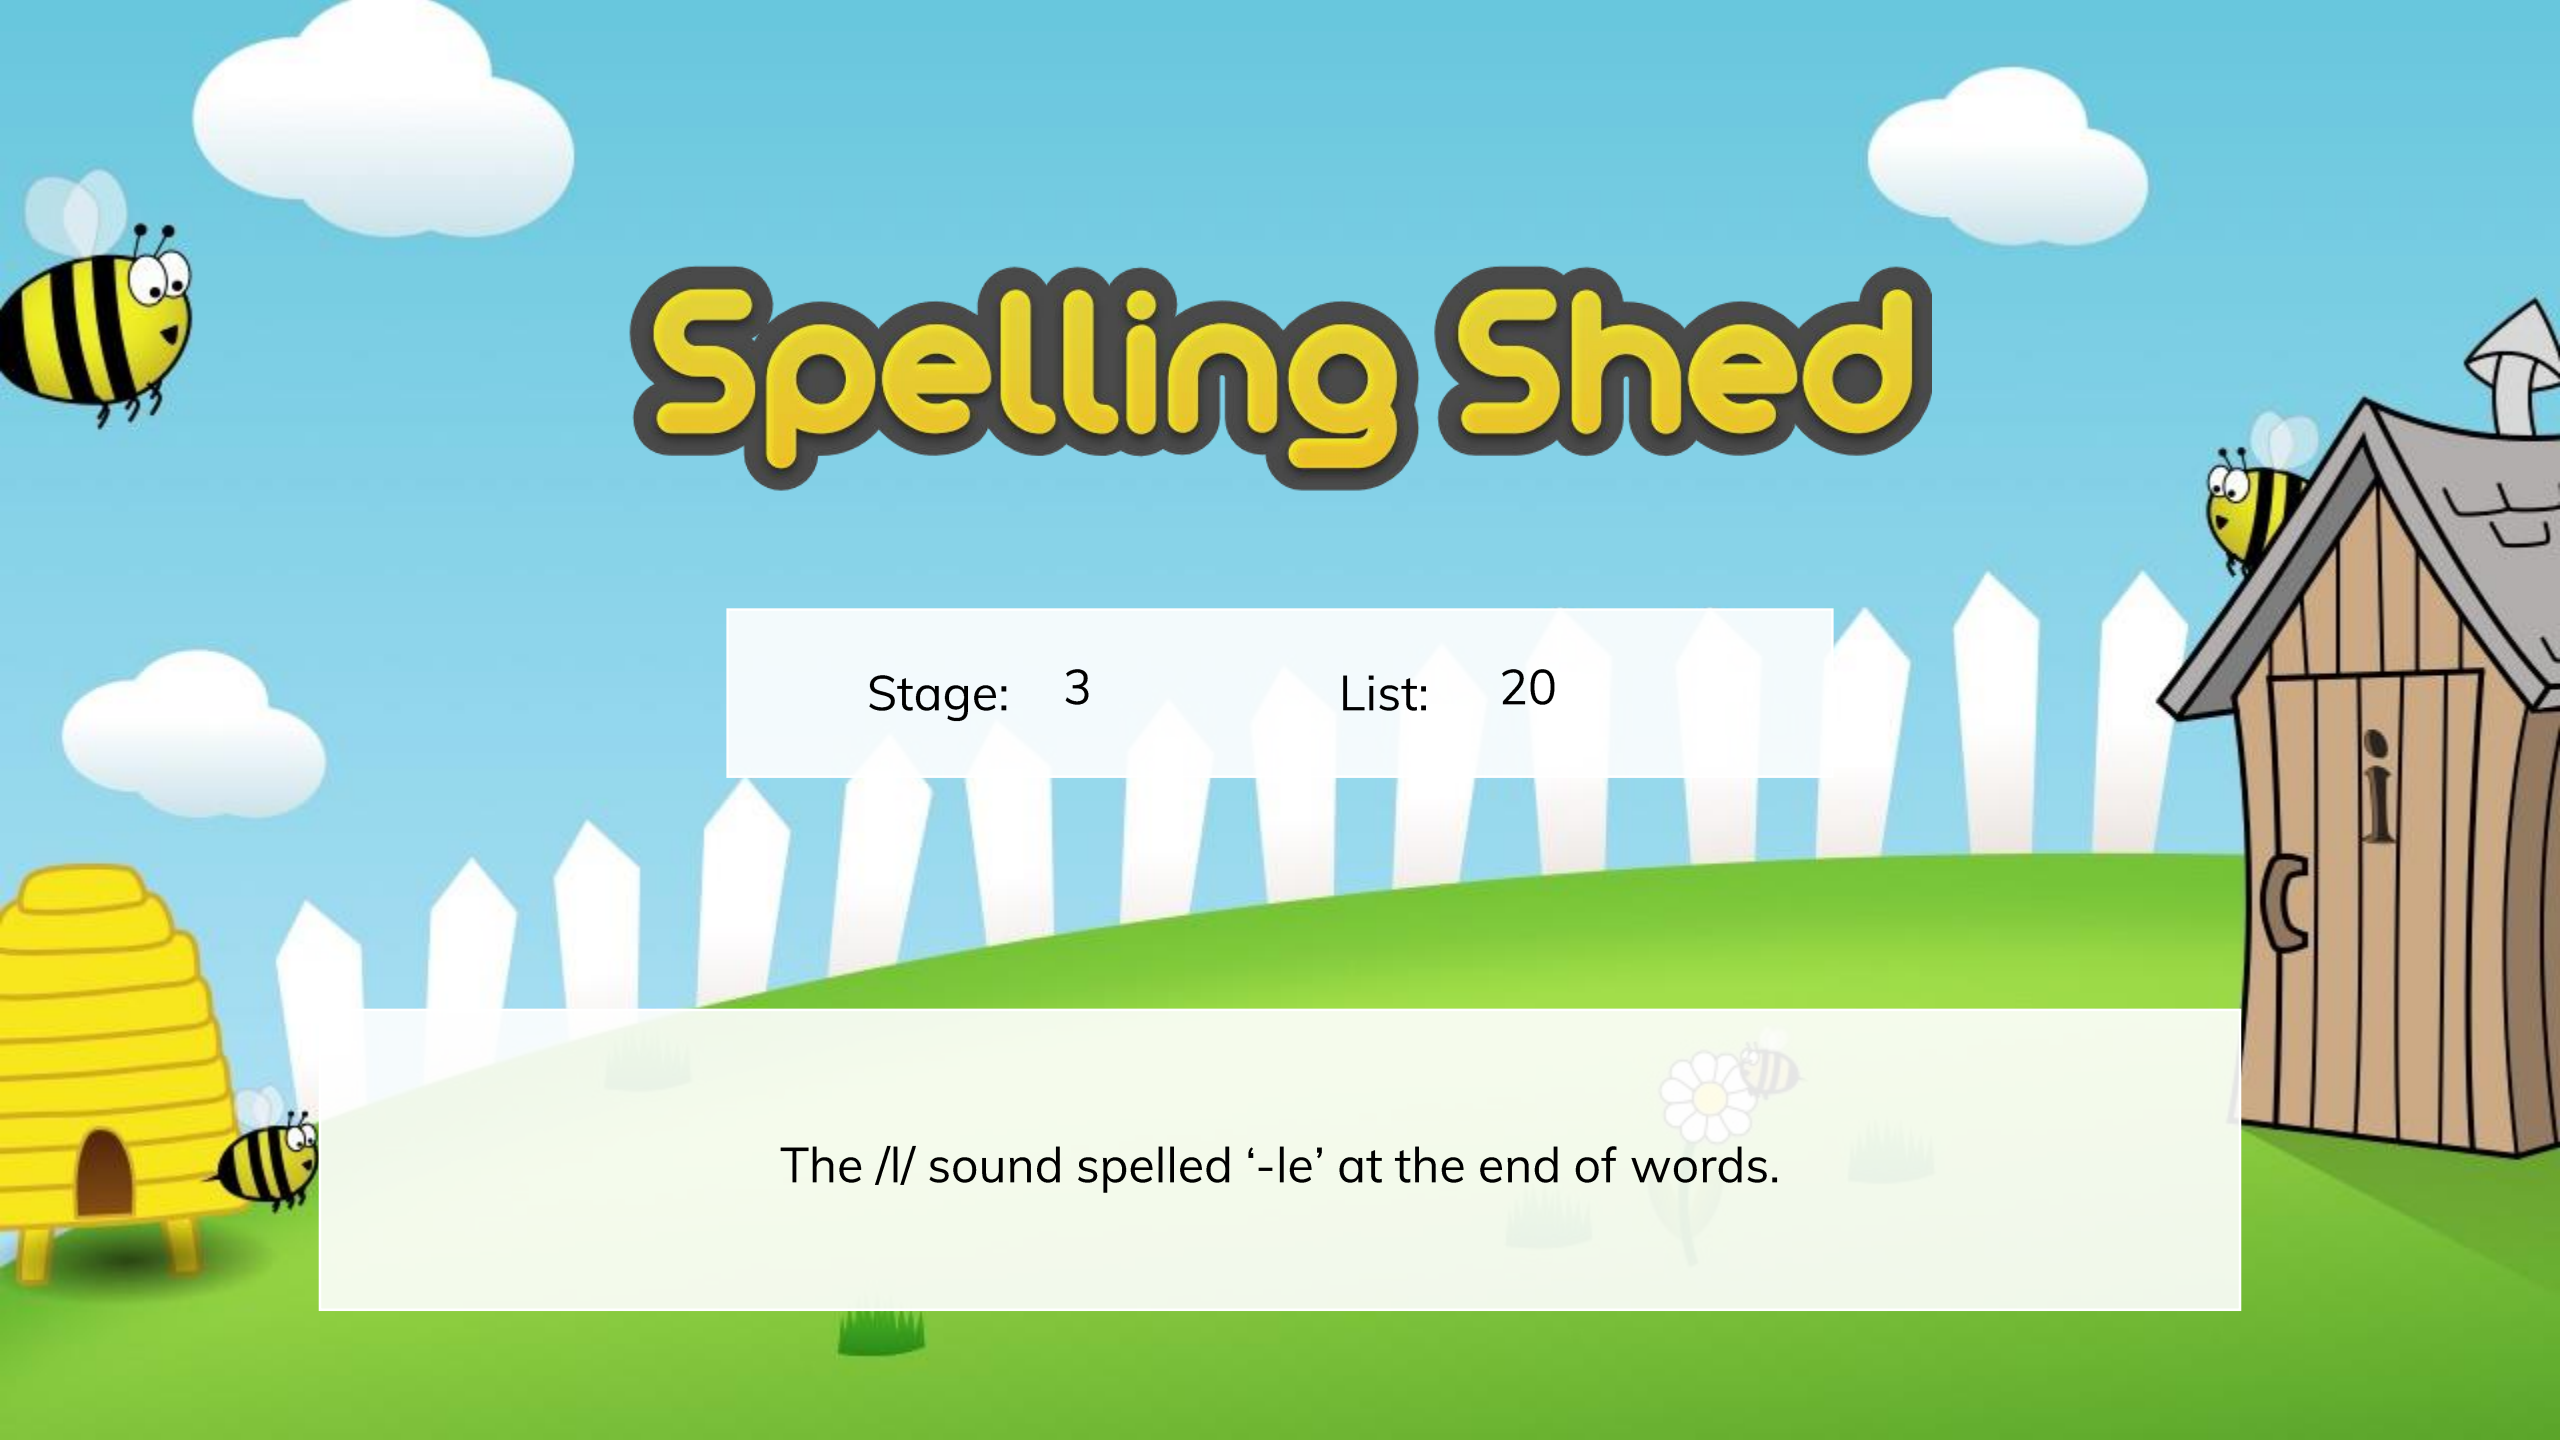 Spelling Shed
Stage: 3 List: 20
i
The /l/ sound spelled ‘-le’ at the end of words.